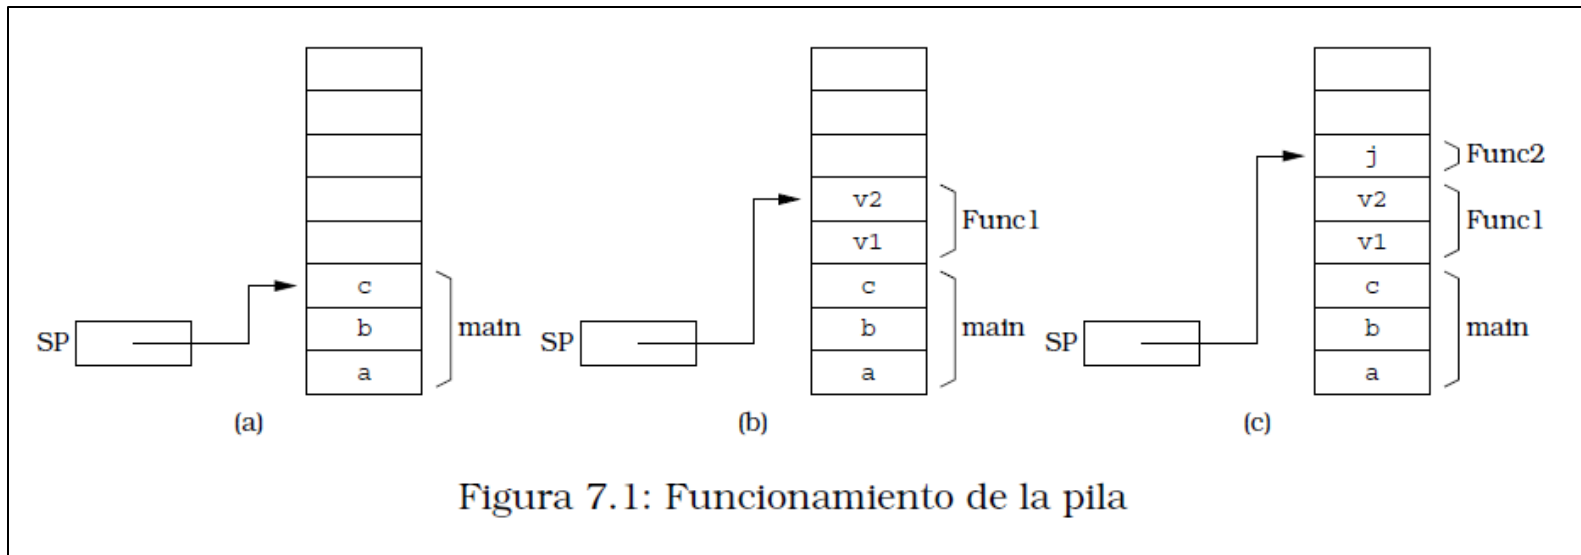 SP
c
b
a
main
(a)
SP
v2
v1
c
b
a
Func1
main
(b)
SP
j
v2
v1
c
b
a
Func2
Func1
main
(c)
Figura 7.1: Funcionamiento de la pila